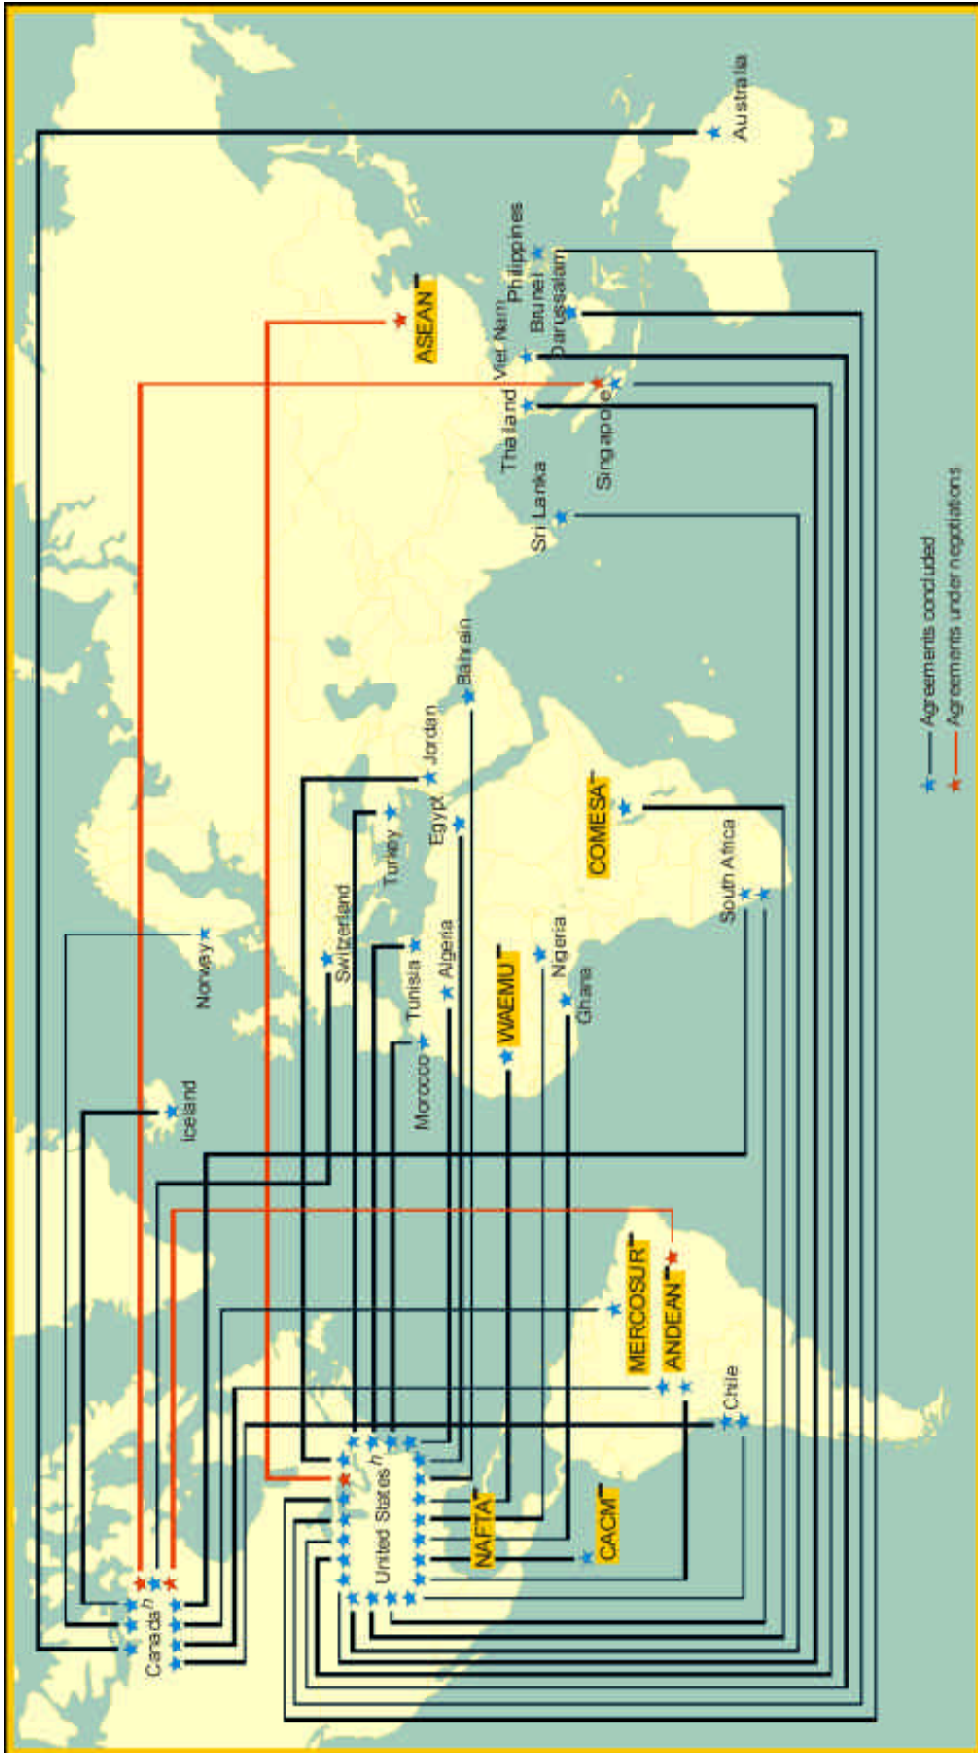 Canada h
Iceland
Norway
Switzerland
Turkey
Jordan
Egypt
Bahrain
Tunisia
Algeria
Morocco
United States h
NAFTA
CACM
MERCOSUR
ANDEAN
Chile
WAEMU
Nigeria
Ghana
COMESA
South Africa
ASEAN
Thailand
Viet Nam
Philippines
Brunei
Darussalam
Singapore
Sri Lanka
Australia
Agreements concluded
Agreements under negotiations